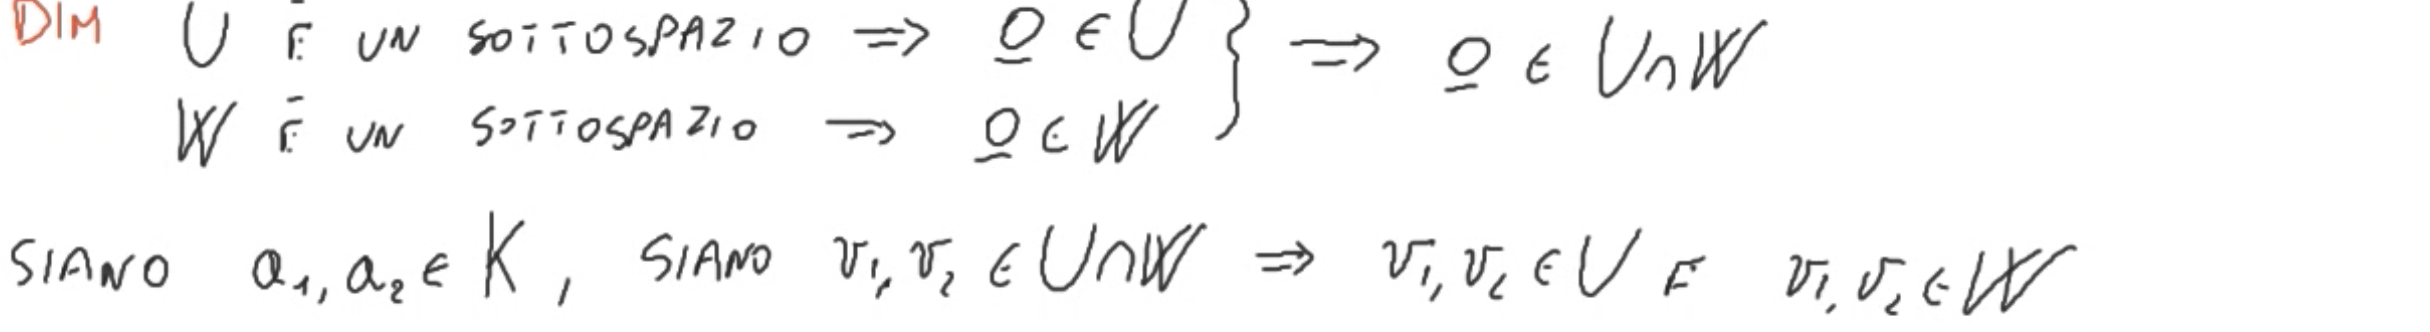 DIM U È UN SOTTOSPAZIO ⇒ 0 ∈ U } ⇒ 0 ∈ U∩W
W È UN SOTTOSPAZIO ⇒ 0 ∈ W
SIANO a₁, a₂ ∈ K, SIANO v₁, v₂ ∈ U∩W ⇒ v₁, v₂ ∈ U E v₁, v₂ ∈ W